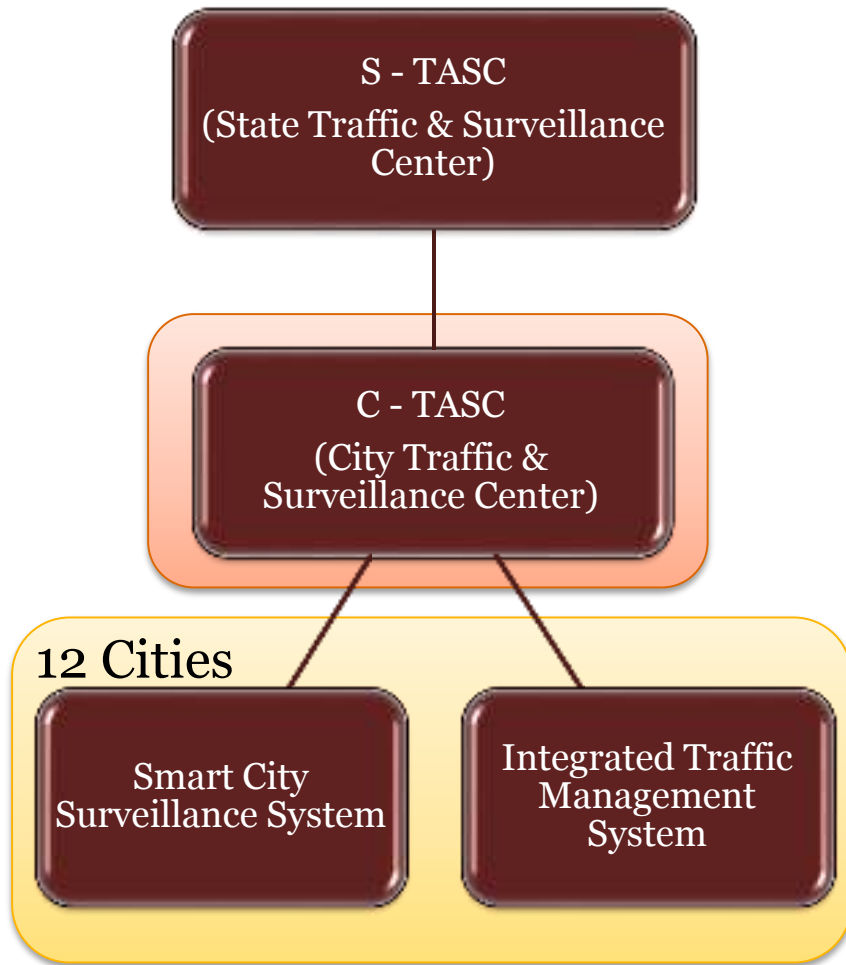 S - TASC
(State Traffic & Surveillance
Center)
C - TASC
(City Traffic &
Surveillance Center)
12 Cities
Smart City
Surveillance System
Integrated Traffic
Management
System